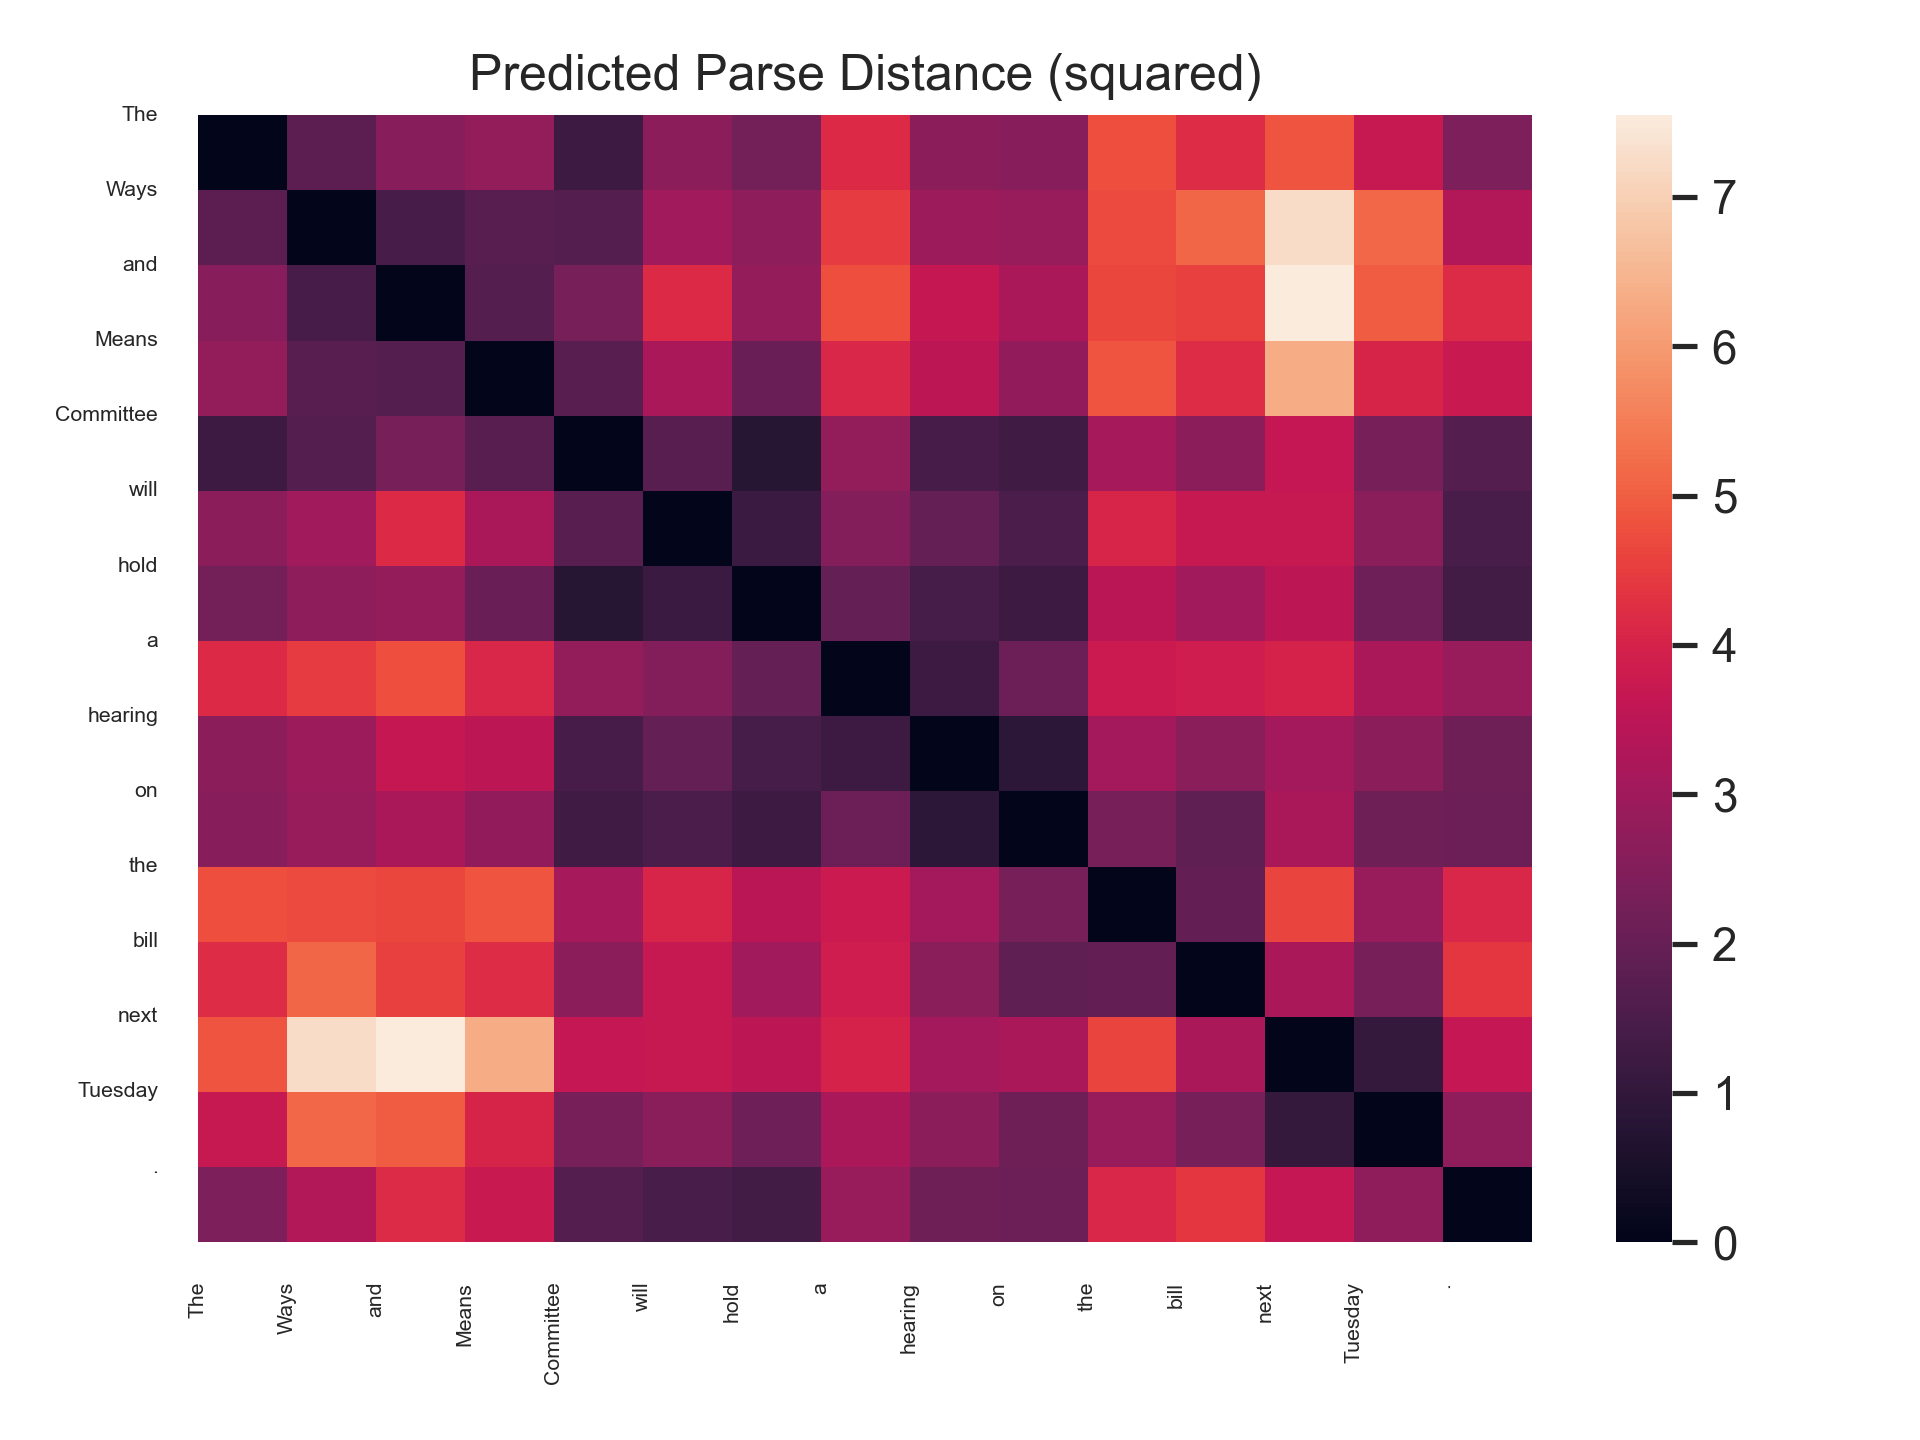 Predicted Parse Distance (squared)
The
Ways
and
Means
Committee
will
hold
a
hearing
on
the
bill
next
Tuesday
.
7
6
5
4
3
2
1
0
The
Ways
and
Means
Committee
will
hold
a
hearing
on
the
bill
next
Tuesday
.